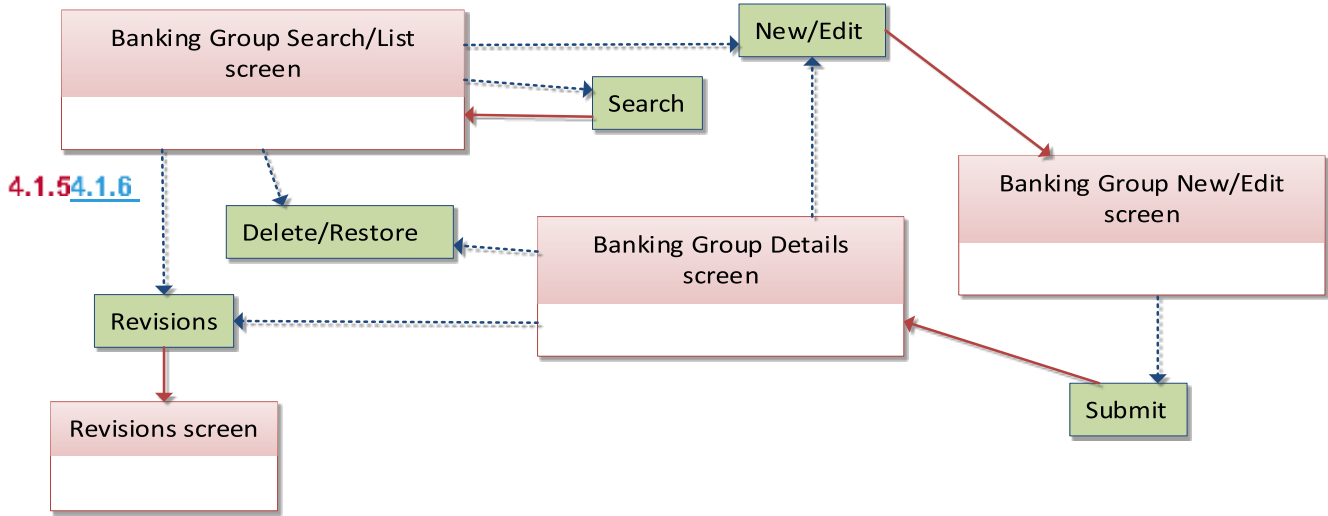 Banking Group Search/List
screen
New/Edit
Search
4.1.54.1.6
Banking Group New/Edit
screen
Delete/Restore
Banking Group Details
screen
Revisions
Submit
Revisions screen